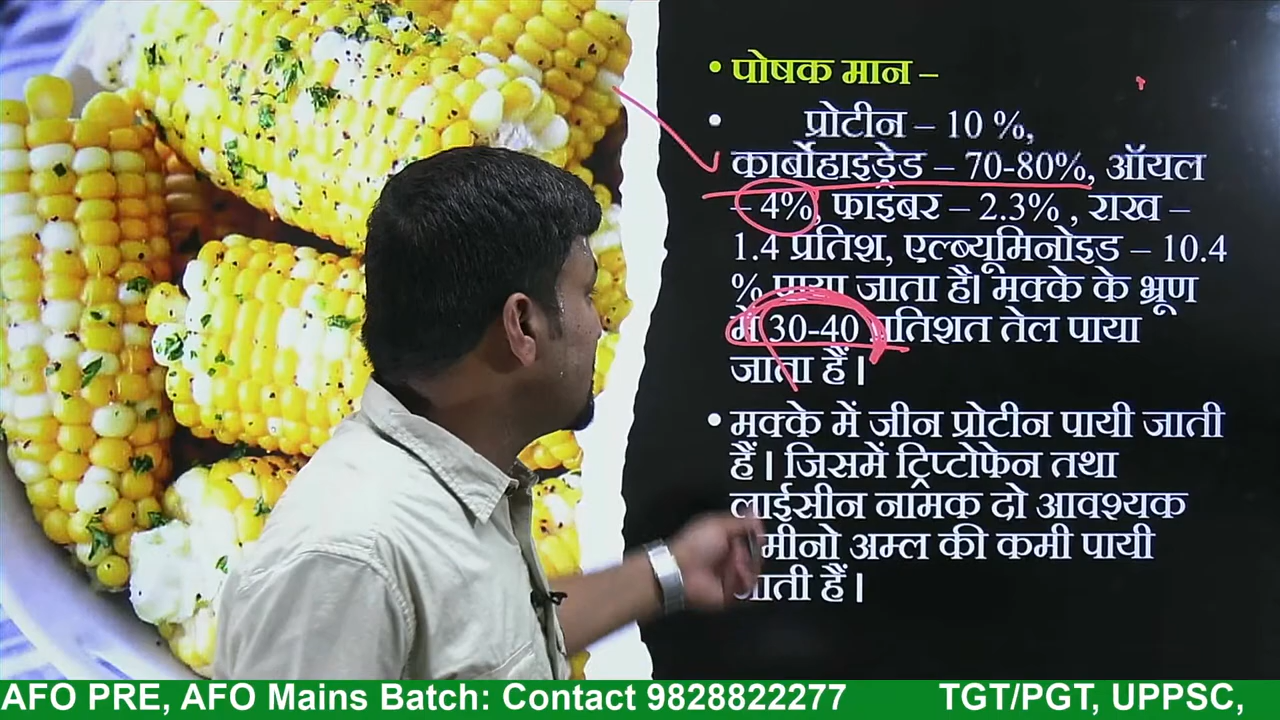 पोषक मान –
प्रोटीन – 10 %,
कार्बोहाइड्रेड – 70-80%, ऑयल
– 4%, फाइबर – 2.3% , राख –
1.4 प्रतिश, एल्ब्यूमिनोइड – 10.4
% पाया जाता है। मक्के के भ्रूण
में 30-40 प्रतिशत तेल पाया
जाता हैं।
मक्के में जीन प्रोटीन पायी जाती
हैं। जिसमें ट्रिप्टोफेन तथा
लाईसीन नामक दो आवश्यक
अमीनो अम्ल की कमी पायी
जाती हैं।
AFO PRE, AFO Mains Batch: Contact 9828822277 TGT/PGT, UPPSC,